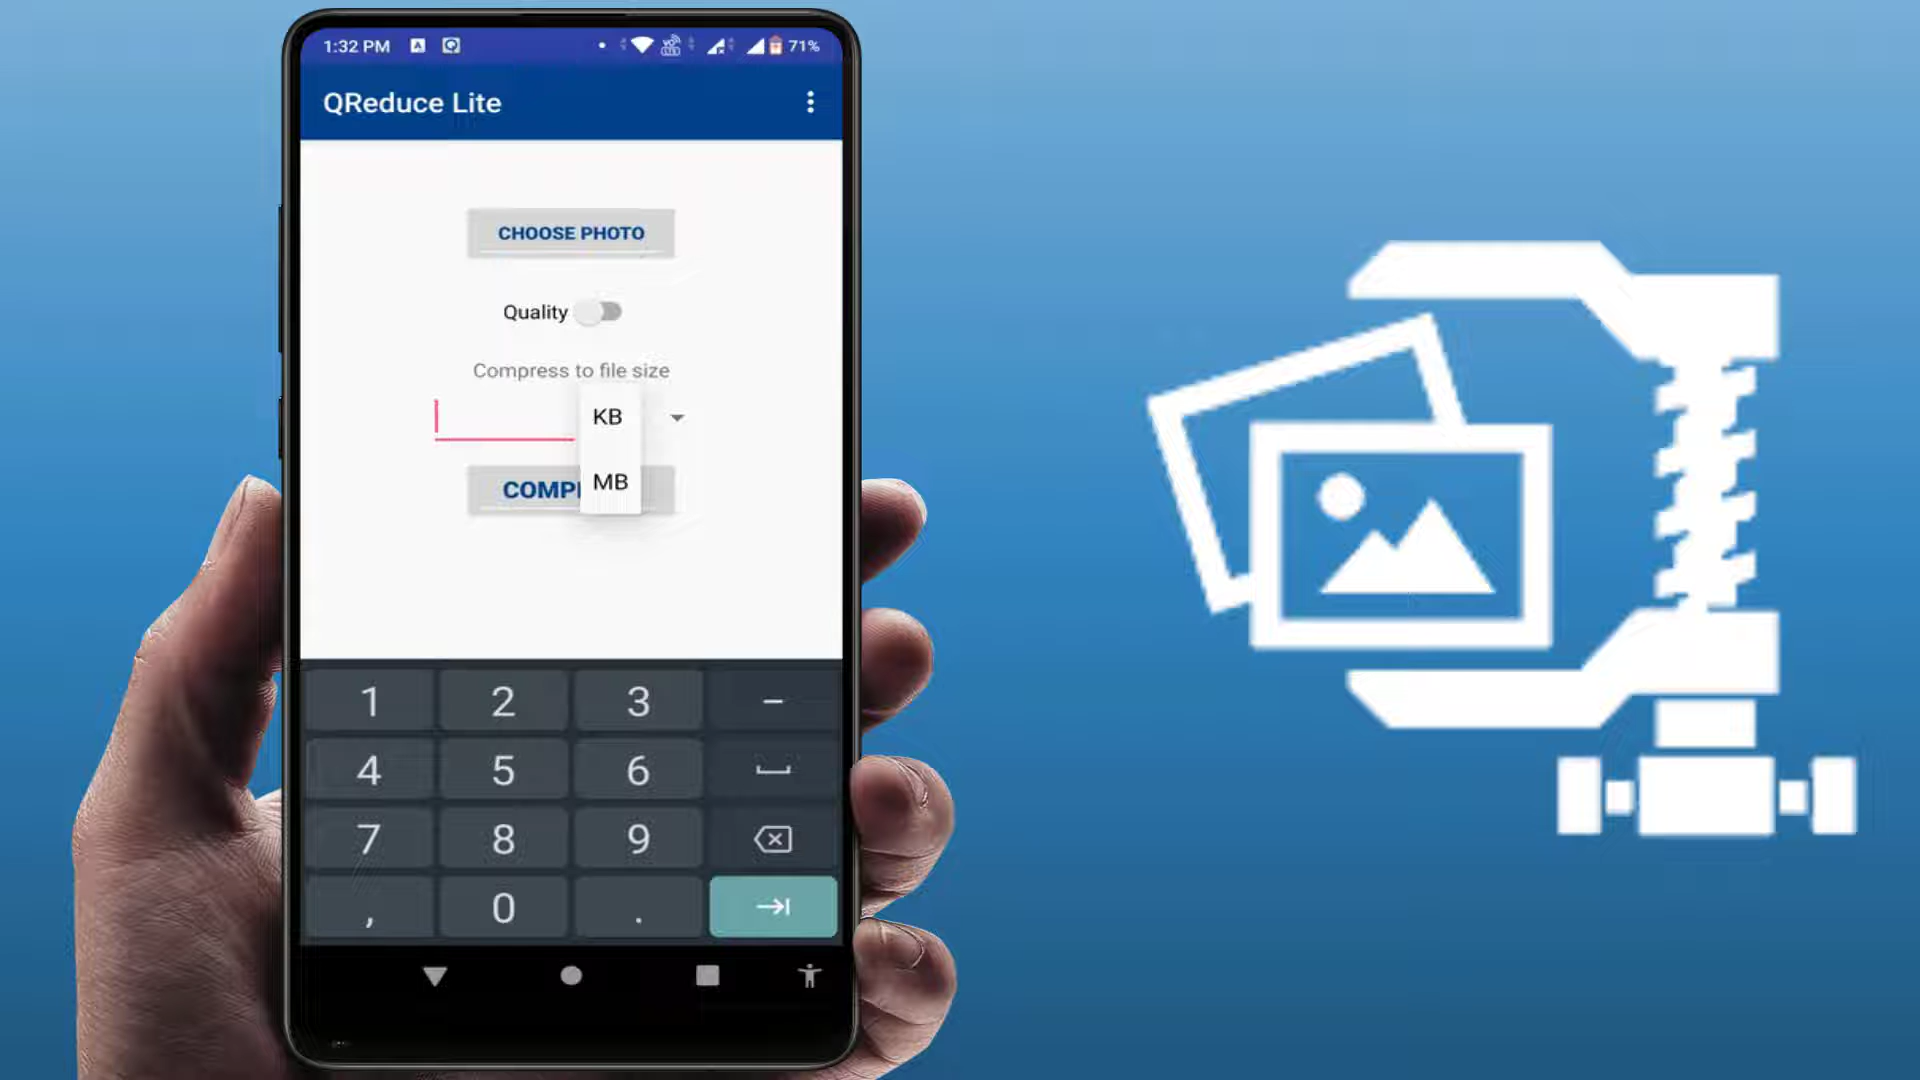 1:32 PM A 71%
QReduce Lite
CHOOSE PHOTO
Quality
Compress to file size
KB
COMP MB
1 2 3 –
4 5 6
7 8 9
, 0 .